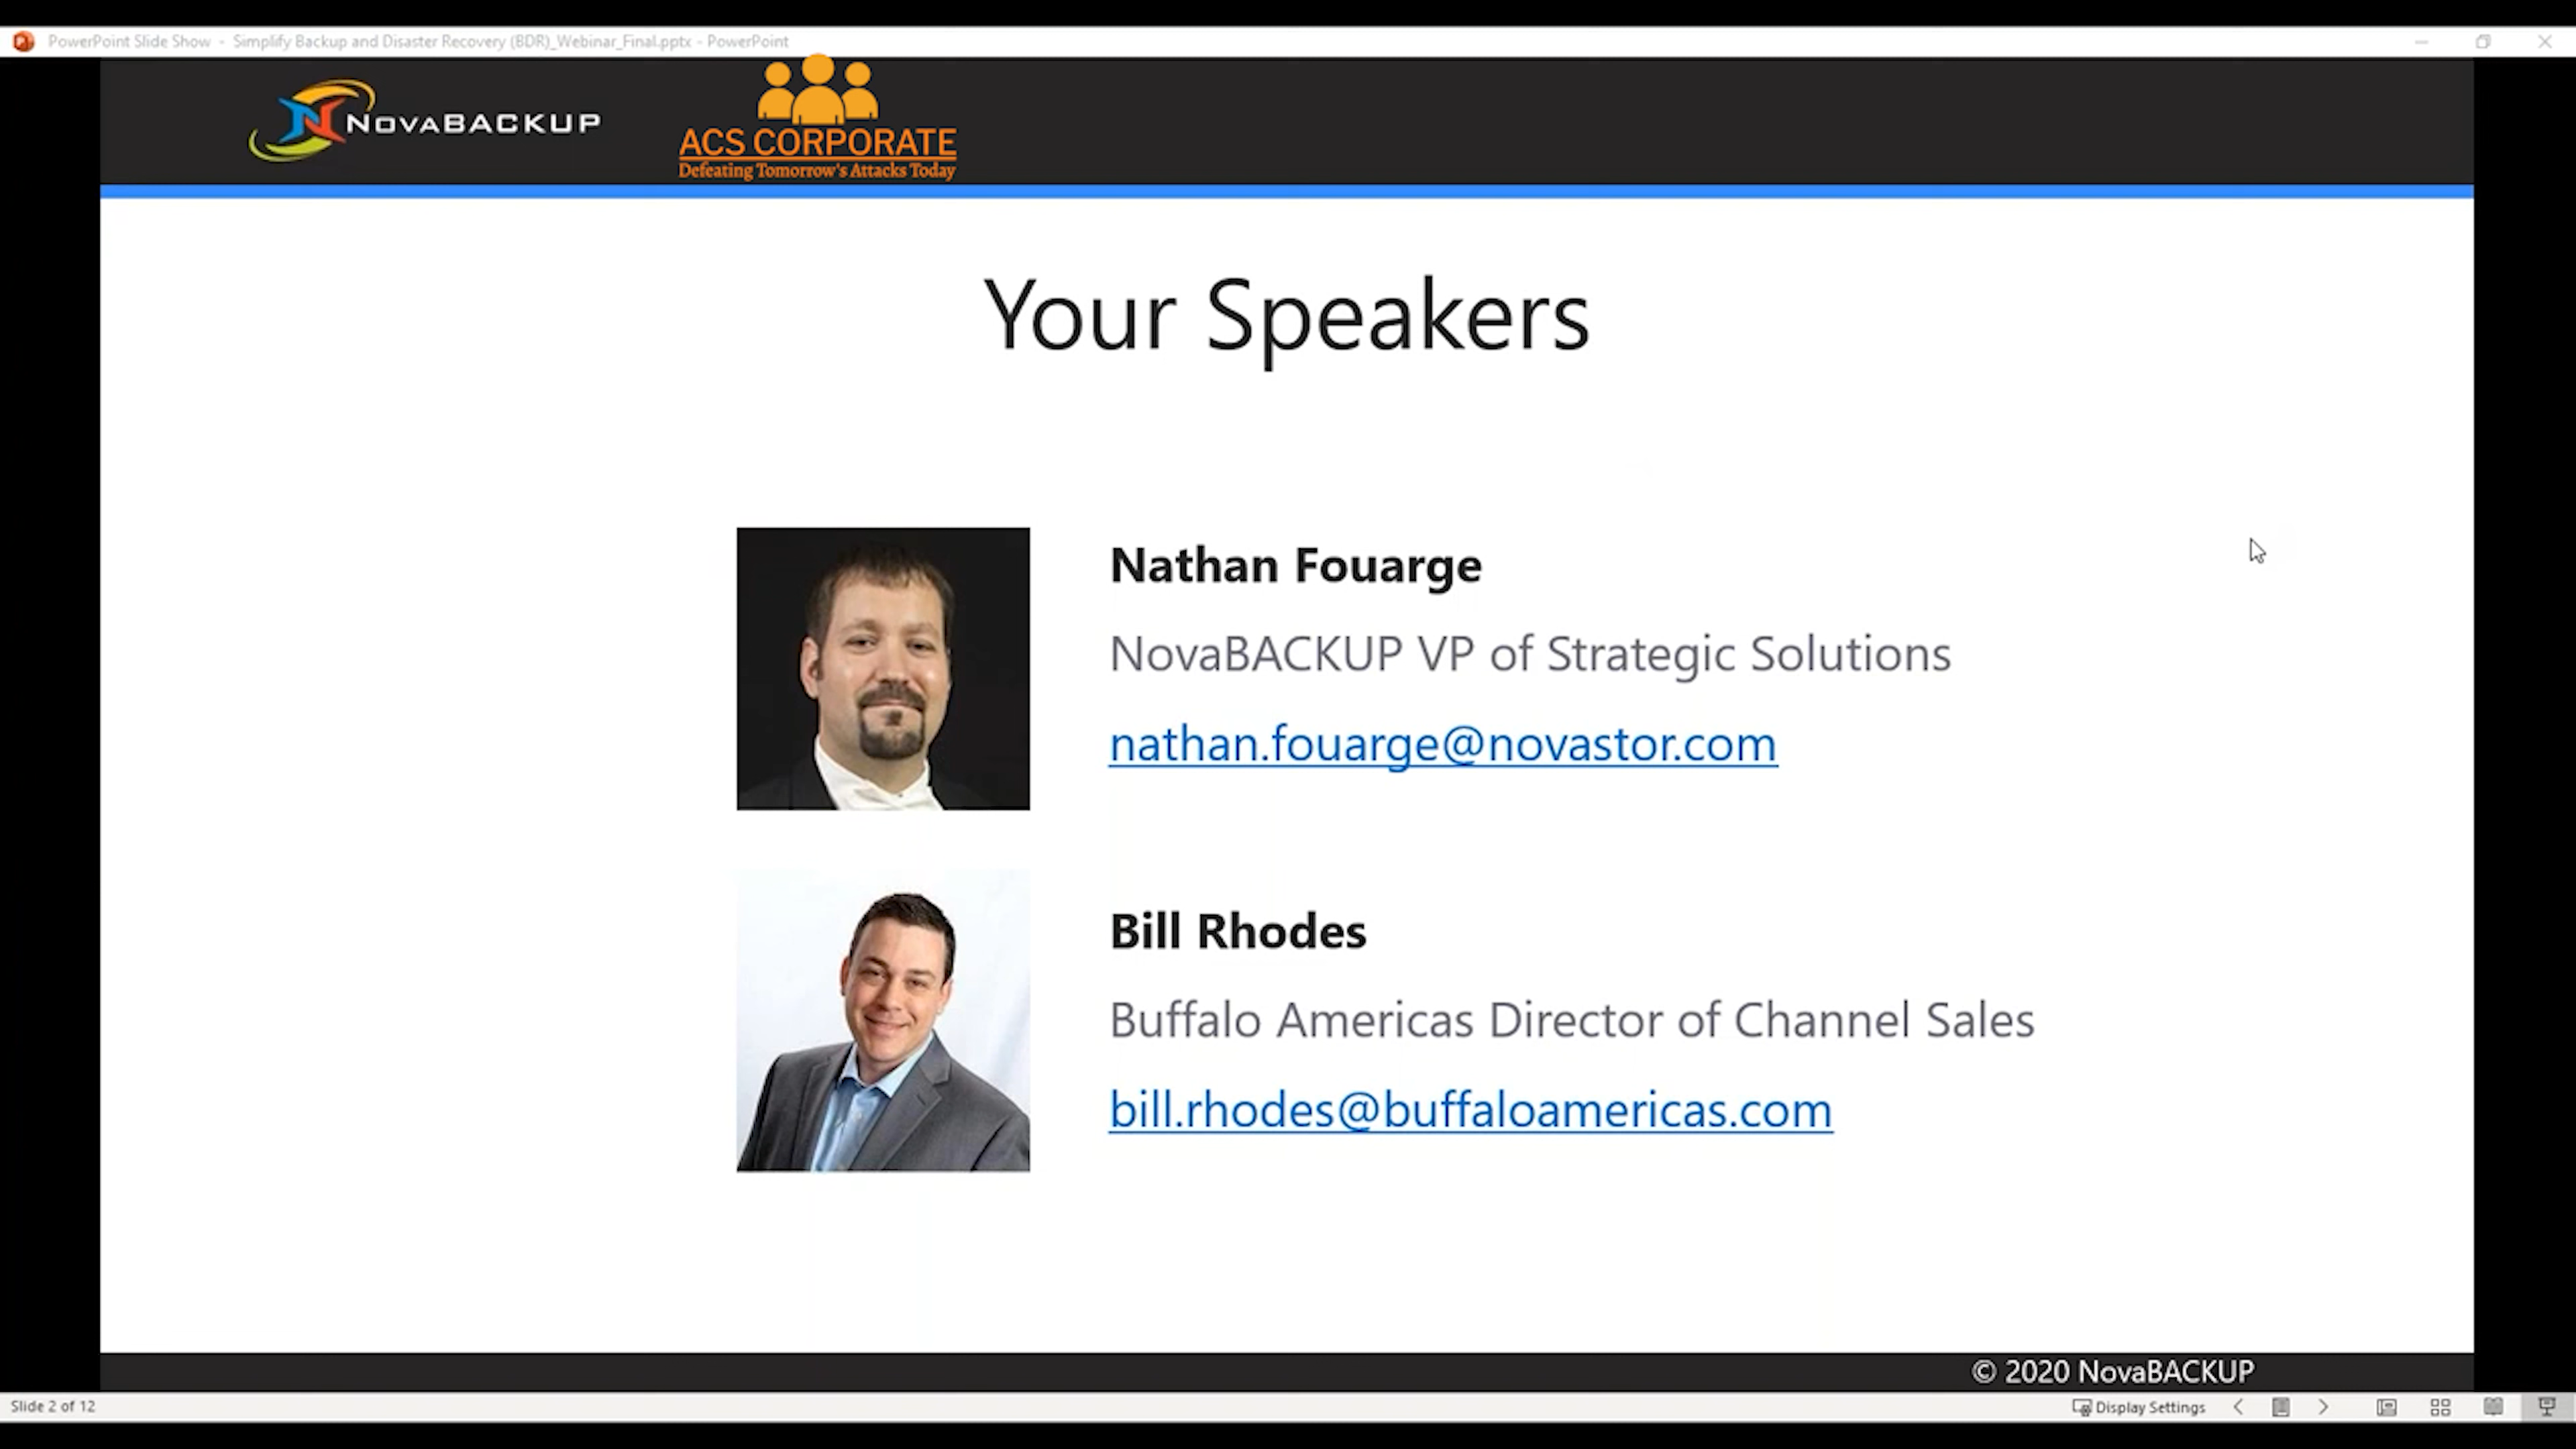 PowerPoint Slide Show - Simplify Backup and Disaster Recovery (BDR)_Webinar_Final.pptx - PowerPoint
NovaBACKUP
ACS CORPORATE
Defeating Tomorrow's Attacks Today
Your Speakers
Nathan Fouarge
NovaBACKUP VP of Strategic Solutions
nathan.fouarge@novastor.com
Bill Rhodes
Buffalo Americas Director of Channel Sales
bill.rhodes@buffaloamericas.com
© 2020 NovaBACKUP
Slide 2 of 12
Display Settings